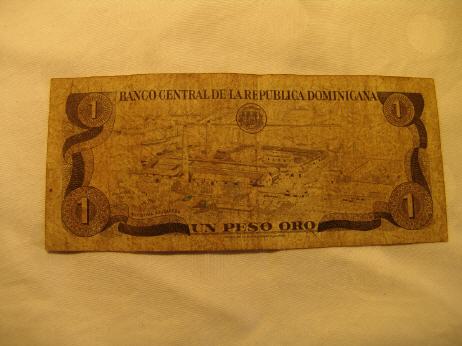 BANCO CENTRAL DE LA REPUBLICA DOMINICANA
1 1
1 1
UN PESO ORO